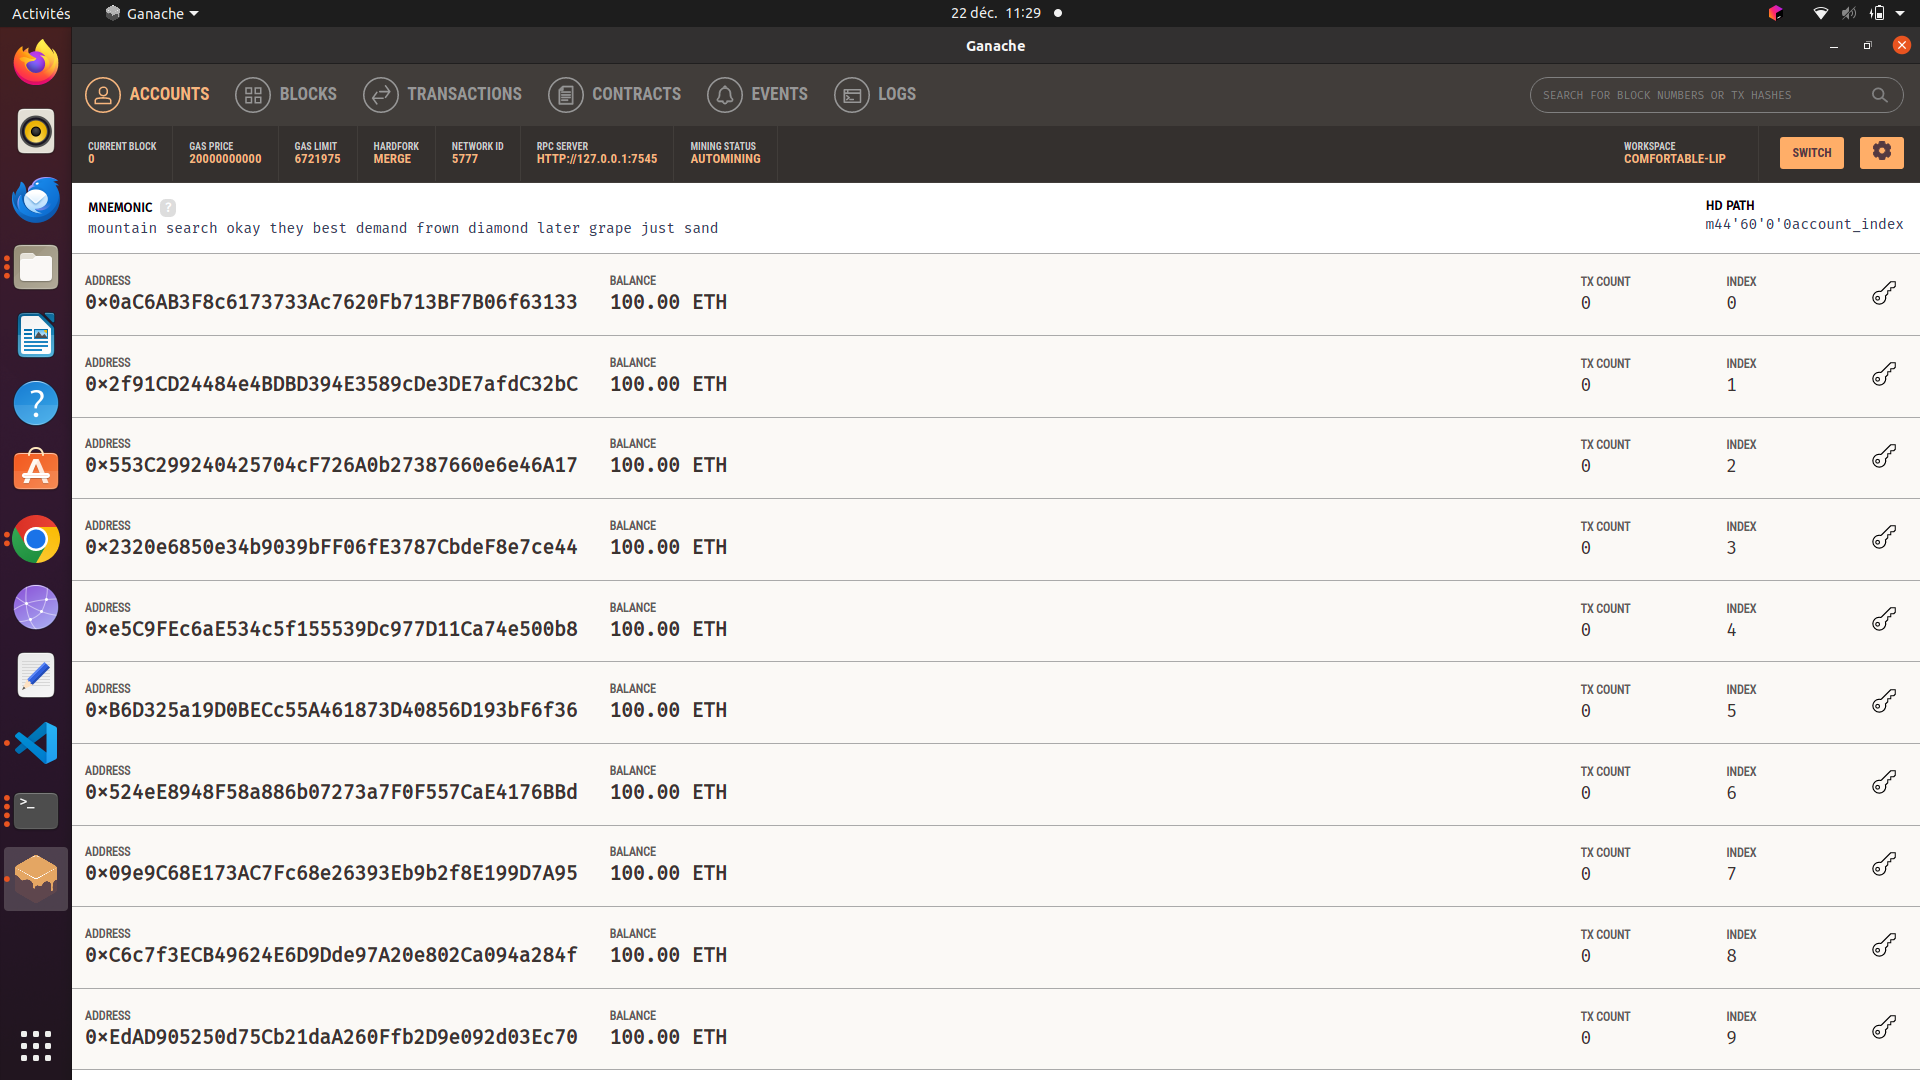 Activités
Ganache
22 déc. 11:29
Ganache
ACCOUNTS
BLOCKS
TRANSACTIONS
CONTRACTS
EVENTS
LOGS
SEARCH FOR BLOCK NUMBERS OR TX HASHES
CURRENT BLOCK
0
GAS PRICE
20000000000
GAS LIMIT
6721975
HARDFORK
MERGE
NETWORK ID
5777
RPC SERVER
HTTP://127.0.0.1:7545
MINING STATUS
AUTOMINING
WORKSPACE
COMFORTABLE-LIP
SWITCH
MNEMONIC ?
mountain search okay they best demand frown diamond later grape just sand
HD PATH
m44'60'0'0account_index
ADDRESS BALANCE TX COUNT INDEX
0×0aC6AB3F8c6173733Ac7620Fb713BF7B06f63133 100.00 ETH 0 0
ADDRESS BALANCE TX COUNT INDEX
0×2f91CD24484e4BDBD394E3589cDe3DE7afdC32bC 100.00 ETH 0 1
ADDRESS BALANCE TX COUNT INDEX
0×553C299240425704cF726A0b27387660e6e46A17 100.00 ETH 0 2
ADDRESS BALANCE TX COUNT INDEX
0×2320e6850e34b9039bFF06fE3787CbdeF8e7ce44 100.00 ETH 0 3
ADDRESS BALANCE TX COUNT INDEX
0×e5C9FEc6aE534c5f155539Dc977D11Ca74e500b8 100.00 ETH 0 4
ADDRESS BALANCE TX COUNT INDEX
0×B6D325a19D0BECc55A461873D40856D193bF6f36 100.00 ETH 0 5
ADDRESS BALANCE TX COUNT INDEX
0×524eE8948F58a886b07273a7F0F557CaE4176BBd 100.00 ETH 0 6
ADDRESS BALANCE TX COUNT INDEX
0×09e9C68E173AC7Fc68e26393Eb9b2f8E199D7A95 100.00 ETH 0 7
ADDRESS BALANCE TX COUNT INDEX
0×C6c7f3ECB49624E6D9Dde97A20e802Ca094a284f 100.00 ETH 0 8
ADDRESS BALANCE TX COUNT INDEX
0×EdAD905250d75Cb21daA260Ffb2D9e092d03Ec70 100.00 ETH 0 9